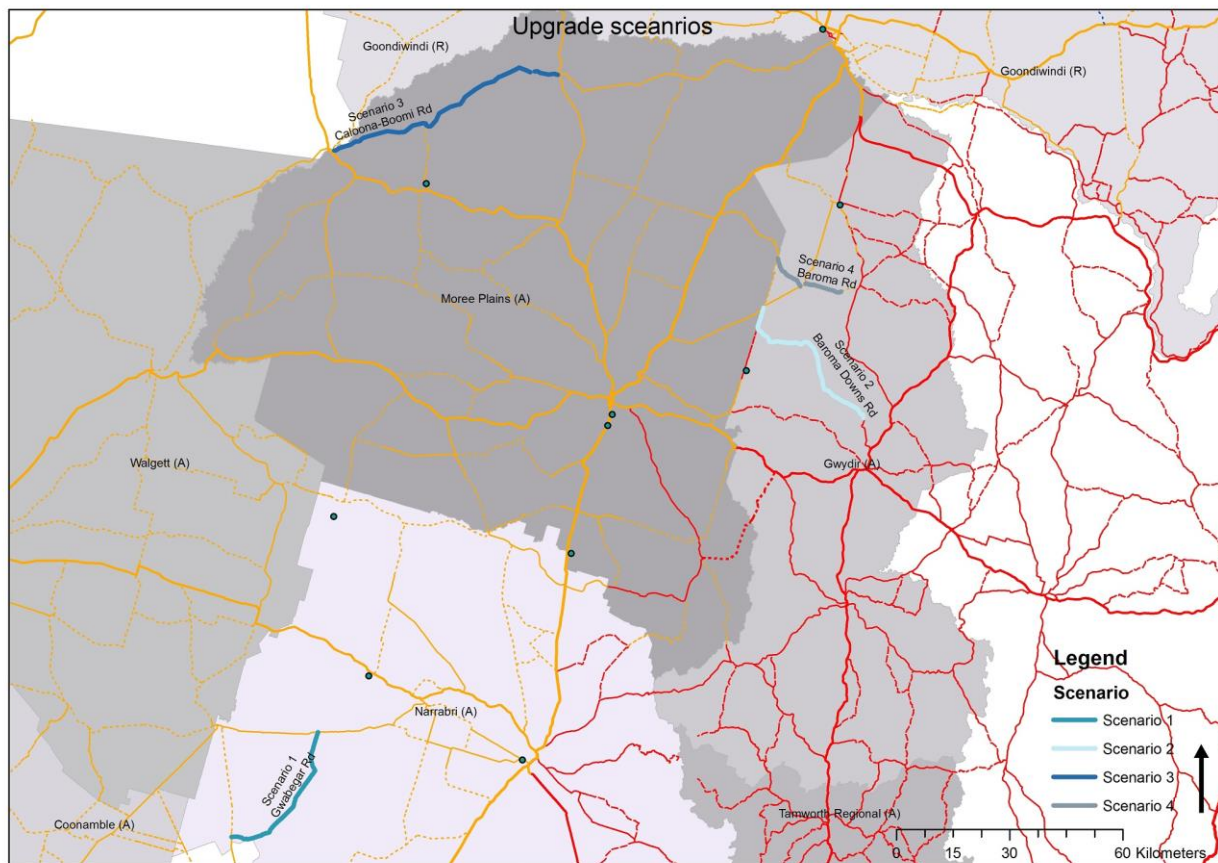 Upgrade sceanrios
Goondiwindi (R)
Goondiwindi (R)
Scenario 3
Caloona-Boomi Rd
Scenario 4
Baroma Rd
Moree Plains (A)
Scenario 2
Baroma Downs Rd
Walgett (A)
Gwydir (A)
Legend
Scenario
Scenario 1
Scenario 2
Scenario 3
Scenario 4
Narrabri (A)
Scenario 1
Gwabegar Rd
Coonamble (A)
Tamworth Regional (A)
0 15 30 60 Kilometers